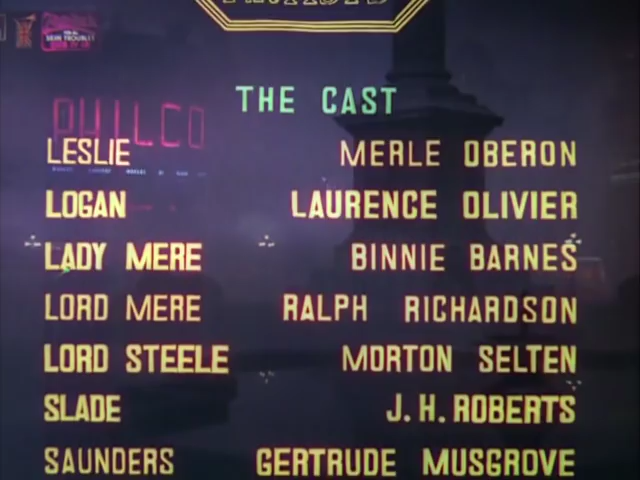 THE CAST
PHILCO
LESLIE MERLE OBERON
LOGAN LAURENCE OLIVIER
LADY MERE BINNIE BARNES
LORD MERE RALPH RICHARDSON
LORD STEELE MORTON SELTEN
SLADE J. H. ROBERTS
SAUNDERS GERTRUDE MUSGROVE